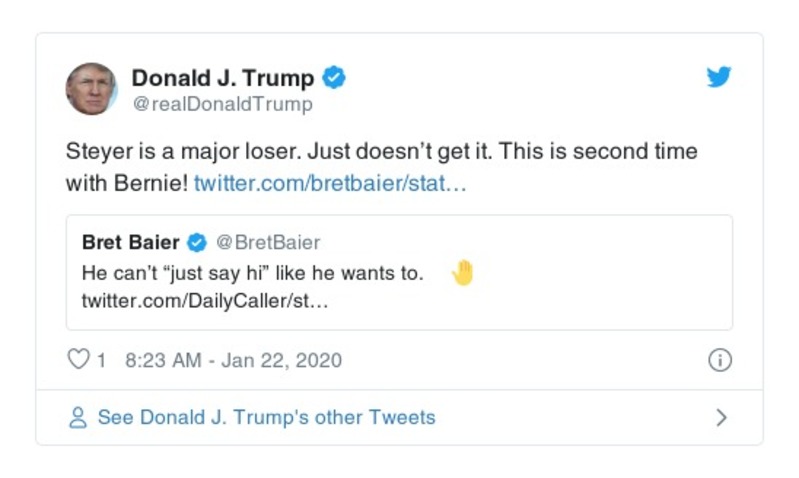 Donald J. Trump
@realDonaldTrump
Steyer is a major loser. Just doesn’t get it. This is second time
with Bernie! twitter.com/bretbaier/stat…
Bret Baier @BretBaier
He can’t “just say hi” like he wants to. 🤚
twitter.com/DailyCaller/st…
1 8:23 AM - Jan 22, 2020
See Donald J. Trump's other Tweets